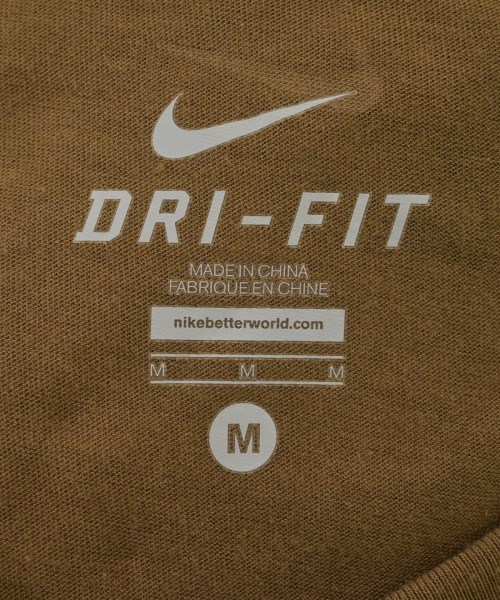 DRI-FIT
MADE IN CHINA
FABRIQUE EN CHINE
nikebetterworld.com
M M M
M